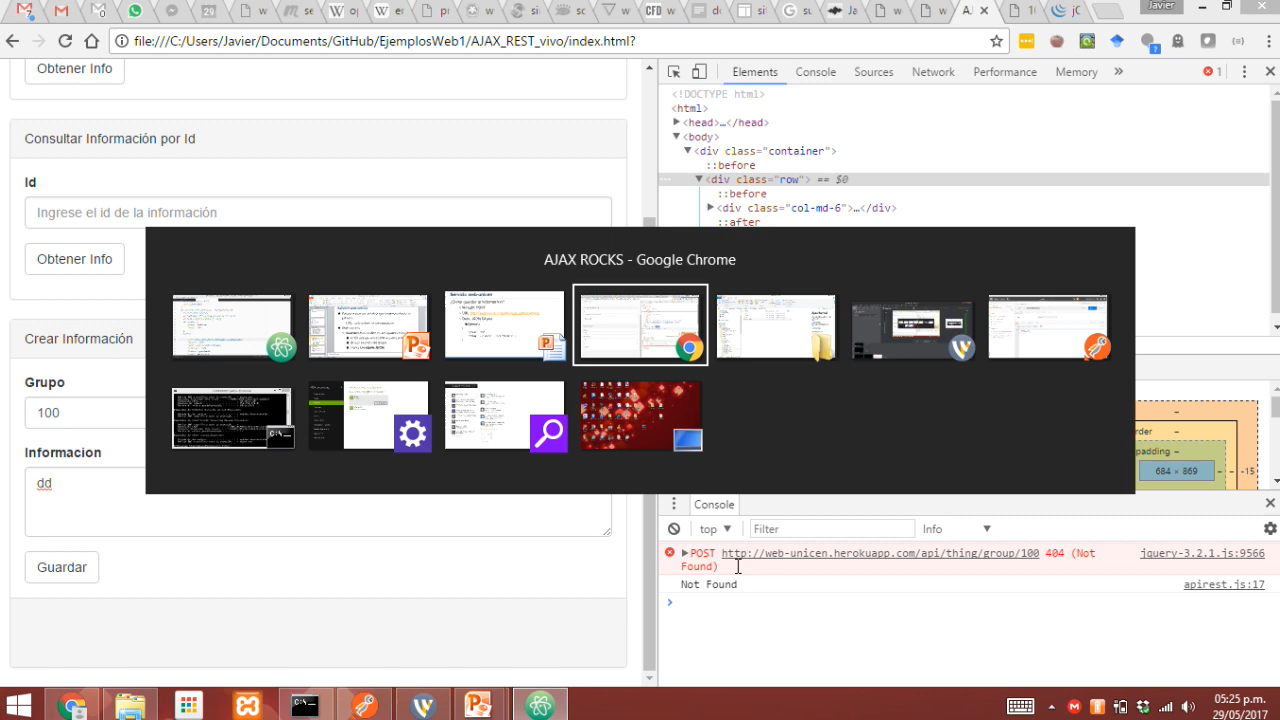 Javier
file:///C:/Users/Javier/Documents/GitHub/EjemplosWeb1/AJAX_REST_vivo/index.html?
Obtener Info
Consultar Información por Id
Id
Ingrese el id de la información
Obtener Info
Crear Información
Grupo
100
Informacion
dd
Guardar
Elements Console Sources Network Performance Memory » 1
<!DOCTYPE html>
<html>
<head>…</head>
<body>
<div class="container">
::before
<div class="row"> == $0
::before
<div class="col-md-6">…</div>
::after
AJAX ROCKS - Google Chrome
padding –
684 × 869
-15
Console
top Filter Info
POST http://web-unicen.herokuapp.com/api/thing/group/100 404 (Not Found) jquery-3.2.1.js:9566
Not Found apirest.js:17
05:25 p.m.
29/05/2017